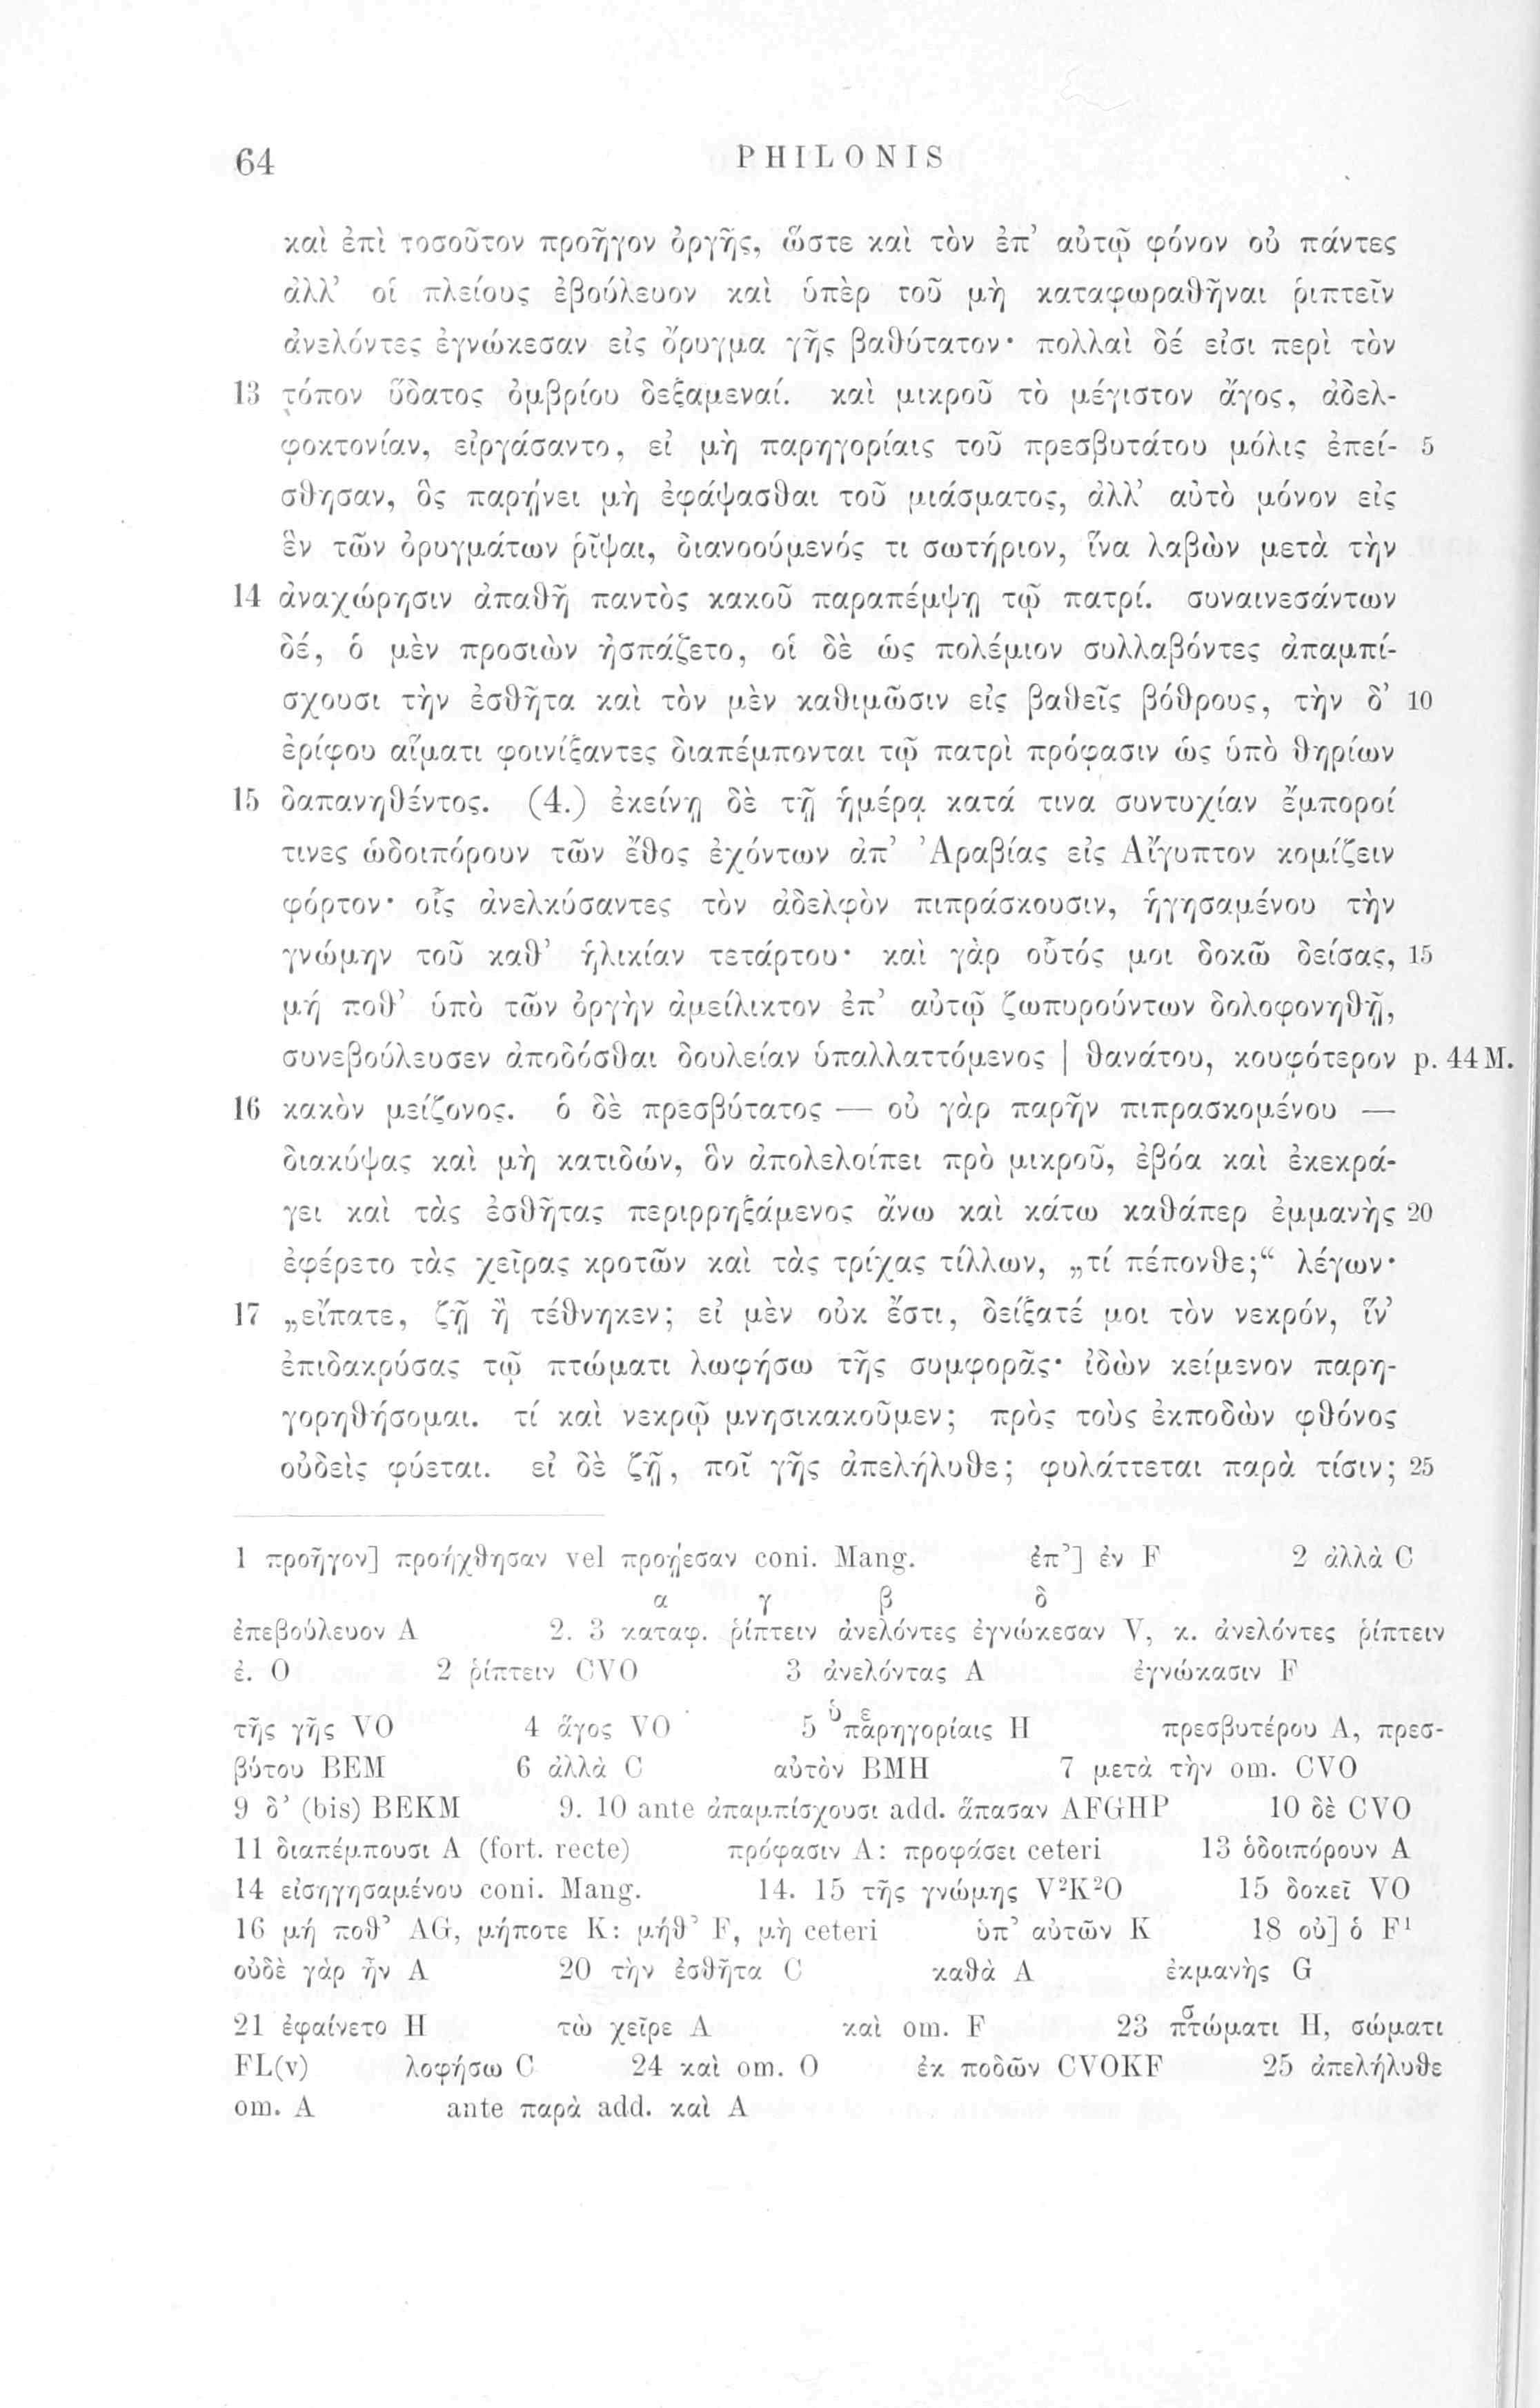 64 PHILONIS
καὶ ἐπὶ τοσοῦτον προῆγον ὀργῆς, ὥστε καὶ τὸν ἐπ’ αὐτῷ φόνον οὐ πάντες
ἀλλ’ οἱ πλείους ἐβούλευον καὶ ὑπὲρ τοῦ μὴ καταφωραθῆναι ῥιπτεῖν
ἀνελόντες ἐγνώκεσαν εἰς ὄρυγμα γῆς βαθύτατον· πολλαὶ δέ εἰσι περὶ τὸν
13 τόπον ὕδατος ὀμβρίου δεξαμεναί. καὶ μικροῦ τὸ μέγιστον ἄγος, ἀδελ-
φοκτονίαν, εἰργάσαντο, εἰ μὴ παρηγορίαις τοῦ πρεσβυτάτου μόλις ἐπεί- 5
σθησαν, ὃς παρῄνει μὴ ἐφάψασθαι τοῦ μιάσματος, ἀλλ’ αὐτὸ μόνον εἰς
ἓν τῶν ὀρυγμάτων ῥῖψαι, διανοούμενός τι σωτήριον, ἵνα λαβὼν μετὰ τὴν
14 ἀναχώρησιν ἀπαθῆ παντὸς κακοῦ παραπέμψῃ τῷ πατρί. συναινεσάντων
δέ, ὁ μὲν προσιὼν ἠσπάζετο, οἱ δὲ ὡς πολέμιον συλλαβόντες ἀπαμπί-
σχουσι τὴν ἐσθῆτα καὶ τὸν μὲν καθιμῶσιν εἰς βαθεῖς βόθρους, τὴν δ’ 10
ἐρίφου αἵματι φοινίξαντες διαπέμπονται τῷ πατρὶ πρόφασιν ὡς ὑπὸ θηρίων
15 δαπανηθέντος. (4.) ἐκείνῃ δὲ τῇ ἡμέρᾳ κατά τινα συντυχίαν ἔμποροί
τινες ὡδοιπόρουν τῶν ἔθος ἐχόντων ἀπ’ Ἀραβίας εἰς Αἴγυπτον κομίζειν
φόρτον· οἷς ἀνελκύσαντες τὸν ἀδελφὸν πιπράσκουσιν, ἡγησαμένου τὴν
γνώμην τοῦ καθ’ ἡλικίαν τετάρτου· καὶ γὰρ οὗτός μοι δοκῶ δείσας, 15
μή ποθ’ ὑπὸ τῶν ὀργὴν ἀμείλικτον ἐπ’ αὐτῷ ζωπυρούντων δολοφονηθῇ,
συνεβούλευσεν ἀποδόσθαι δουλείαν ὑπαλλαττόμενος | θανάτου, κουφότερον p. 44 M.
16 κακὸν μείζονος. ὁ δὲ πρεσβύτατος — οὐ γὰρ παρῆν πιπρασκομένου —
διακύψας καὶ μὴ κατιδών, ὃν ἀπολελοίπει πρὸ μικροῦ, ἐβόα καὶ ἐκεκρά-
γει καὶ τὰς ἐσθῆτας περιρρηξάμενος ἄνω καὶ κάτω καθάπερ ἐμμανὴς 20
ἐφέρετο τὰς χεῖρας κροτῶν καὶ τὰς τρίχας τίλλων, „τί πέπονθε;“ λέγων·
17 „εἴπατε, ζῇ ἢ τέθνηκεν; εἰ μὲν οὐκ ἔστι, δείξατέ μοι τὸν νεκρόν, ἵν’
ἐπιδακρύσας τῷ πτώματι λωφήσω τῆς συμφορᾶς· ἰδὼν κείμενον παρη-
γορηθήσομαι. τί καὶ νεκρῷ μνησικακοῦμεν; πρὸς τοὺς ἐκποδὼν φθόνος
οὐδεὶς φύεται. εἰ δὲ ζῇ, ποῖ γῆς ἀπελήλυθε; φυλάττεται παρὰ τίσιν; 25
1 προῆγον] προήχθησαν vel προῄεσαν coni. Mang. ἐπ’] ἐν F 2 ἀλλὰ C
α γ β δ
ἐπεβούλευον A 2. 3 καταφ. ῥίπτειν ἀνελόντες ἐγνώκεσαν V, κ. ἀνελόντες ῥίπτειν
ἐ. O 2 ῥίπτειν CVO 3 ἀνελόντας A ἐγνώκασιν F
τῆς γῆς VO 4 ἅγος VO 5 ὑπαρεηγορίαις H πρεσβυτέρου A, πρεσ-
βύτου BEM 6 ἀλλὰ C αὐτὸν BMH 7 μετὰ τὴν om. CVO
9 δ’ (bis) BEKM 9. 10 ante ἀπαμπίσχουσι add. ἅπασαν AFGHP 10 δὲ CVO
11 διαπέμπουσι A (fort. recte) πρόφασιν A: προφάσει ceteri 13 ὁδοιπόρουν A
14 εἰσηγησαμένου coni. Mang. 14. 15 τῆς γνώμης V²K²O 15 δοκεῖ VO
16 μή ποθ’ AG, μήποτε K: μήθ’ F, μὴ ceteri ὑπ’ αὐτῶν K 18 οὐ] ὁ F¹
οὐδὲ γὰρ ἦν A 20 τὴν ἐσθῆτα C καθὰ A ἐκμανὴς G
21 ἐφαίνετο H τὼ χεῖρε A καὶ om. F 23 πστώματι H, σώματι
FL(v) λοφήσω C 24 καὶ om. O ἐκ ποδῶν CVOKF 25 ἀπελήλυθε
om. A ante παρὰ add. καὶ A